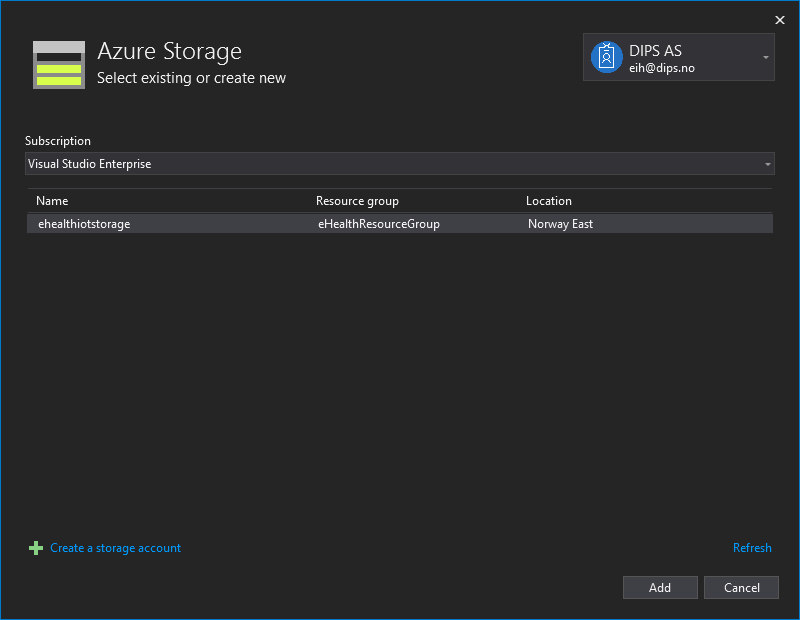 Azure Storage
Select existing or create new
DIPS AS
eih@dips.no
Subscription
Visual Studio Enterprise
Name Resource group Location
ehealthiotstorage eHealthResourceGroup Norway East
Create a storage account
Refresh
Add Cancel